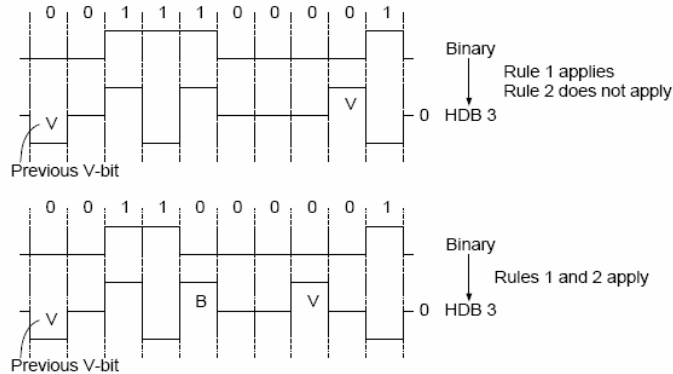 0 0 1 1 1 0 0 0 0 1
Binary
Rule 1 applies
Rule 2 does not apply
V
V
0 HDB 3
Previous V-bit
0 0 1 1 0 0 0 0 0 1
Binary
Rules 1 and 2 apply
B
V
V
0 HDB 3
Previous V-bit